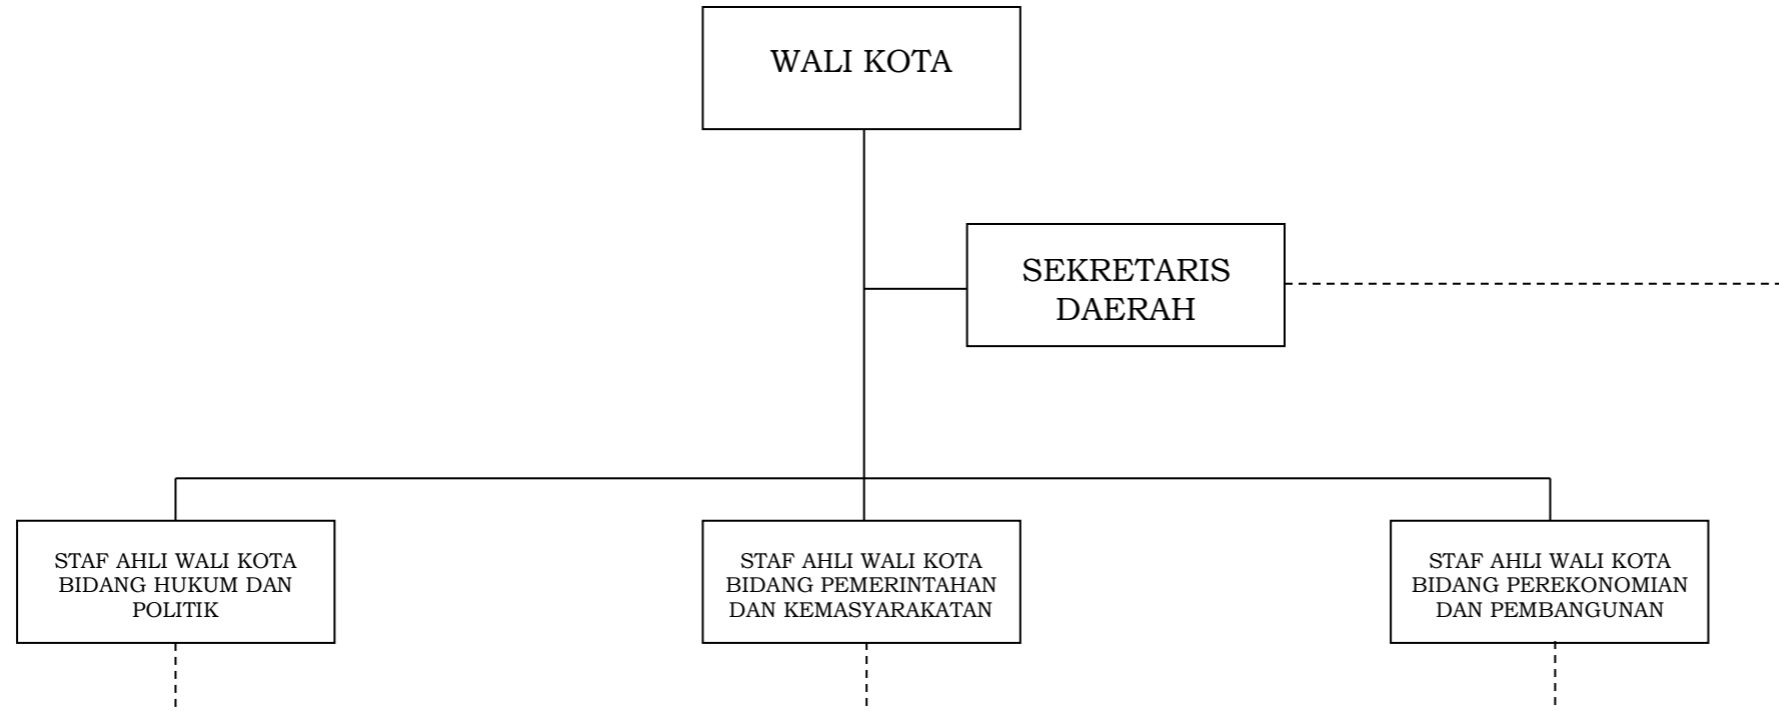 WALI KOTA
SEKRETARIS
DAERAH
STAF AHLI WALI KOTA
BIDANG HUKUM DAN
POLITIK
STAF AHLI WALI KOTA
BIDANG PEMERINTAHAN
DAN KEMASYARAKATAN
STAF AHLI WALI KOTA
BIDANG PEREKONOMIAN
DAN PEMBANGUNAN